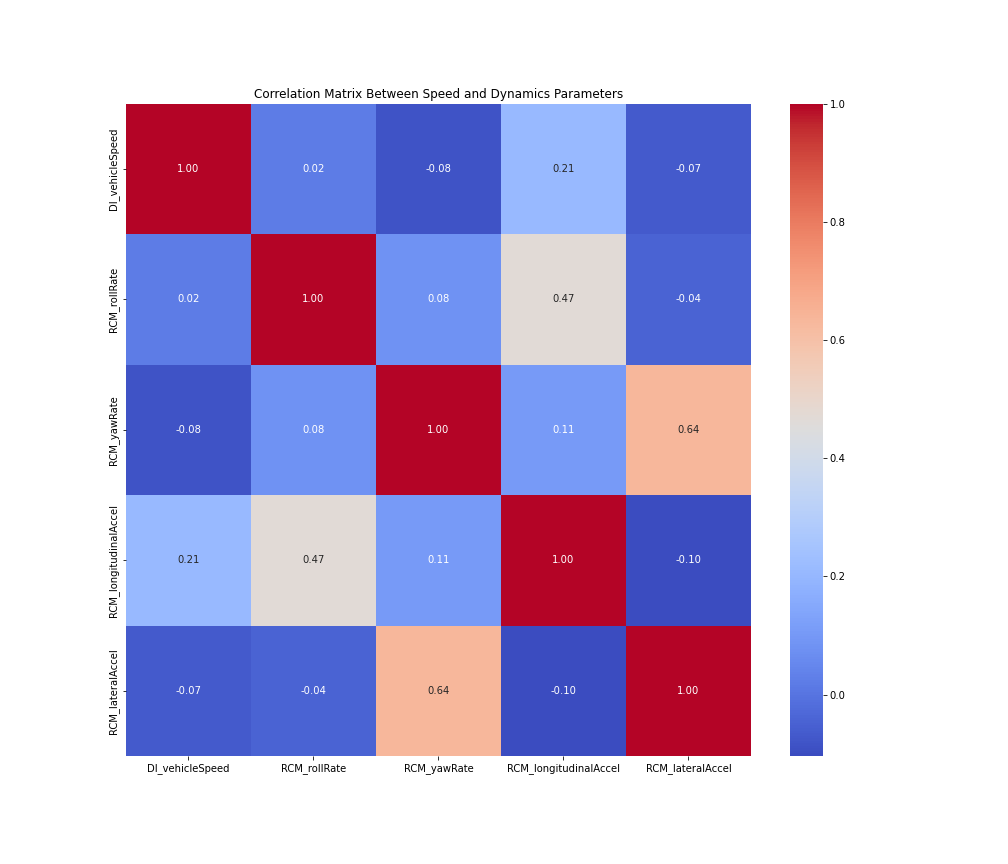 Correlation Matrix Between Speed and Dynamics Parameters
DI_vehicleSpeed 1.00 0.02 -0.08 0.21 -0.07
RCM_rollRate 0.02 1.00 0.08 0.47 -0.04
RCM_yawRate -0.08 0.08 1.00 0.11 0.64
RCM_longitudinalAccel 0.21 0.47 0.11 1.00 -0.10
RCM_lateralAccel -0.07 -0.04 0.64 -0.10 1.00
DI_vehicleSpeed RCM_rollRate RCM_yawRate RCM_longitudinalAccel RCM_lateralAccel
1.0
0.8
0.6
0.4
0.2
0.0